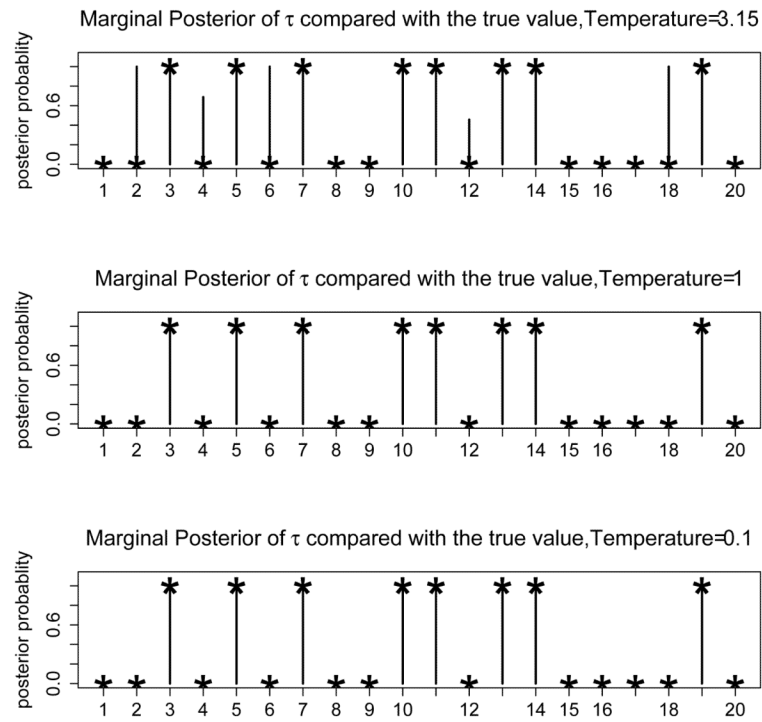 Marginal Posterior of τ compared with the true value,Temperature=3.15
posterior probablity
0.6
0.0
1 2 3 4 5 6 7 8 9 10 12 14 15 16 18 20
Marginal Posterior of τ compared with the true value,Temperature=1
posterior probablity
0.6
0.0
1 2 3 4 5 6 7 8 9 10 12 14 15 16 18 20
Marginal Posterior of τ compared with the true value,Temperature=0.1
posterior probablity
0.6
0.0
1 2 3 4 5 6 7 8 9 10 12 14 15 16 18 20